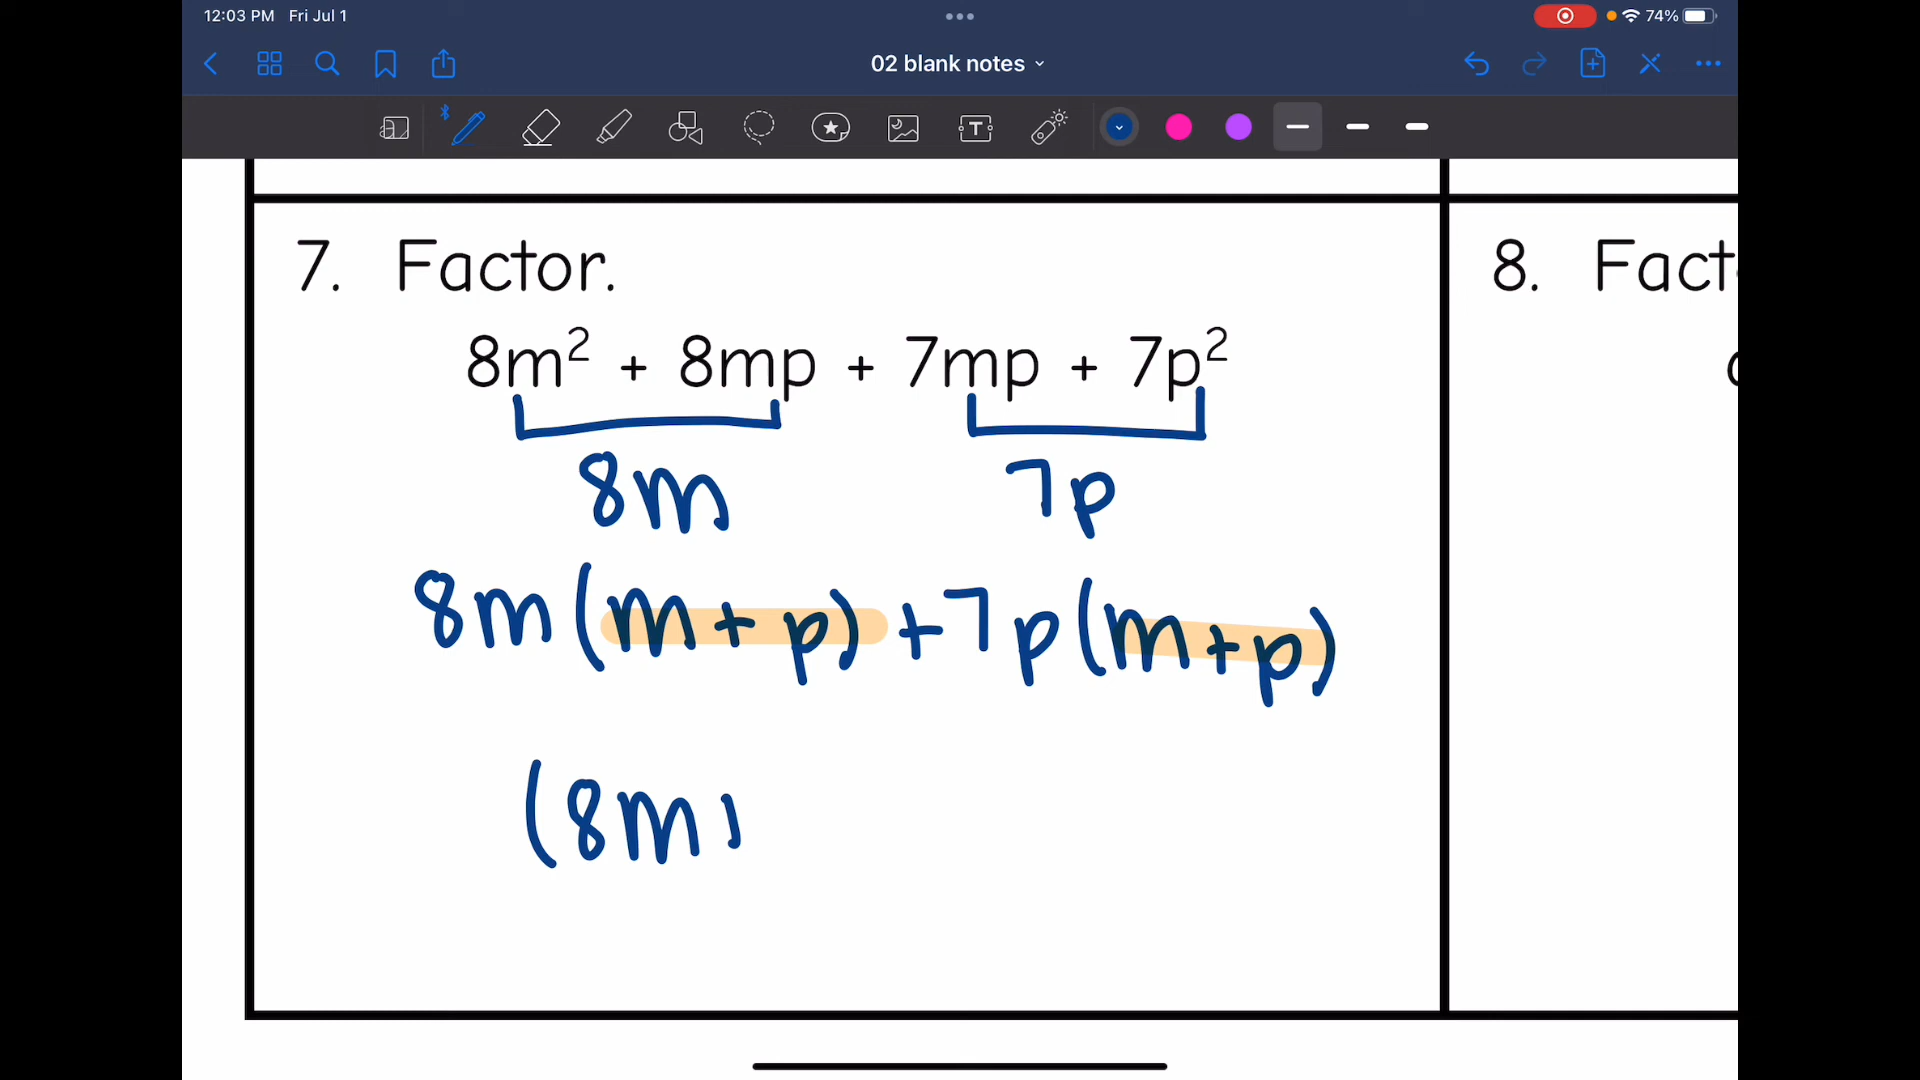 12:03 PM Fri Jul 1
74%
02 blank notes
7. Factor.
8m² + 8mp + 7mp + 7p²
8m 7p
8m(m+p)+7p(m+p)
(8m
8. Fact